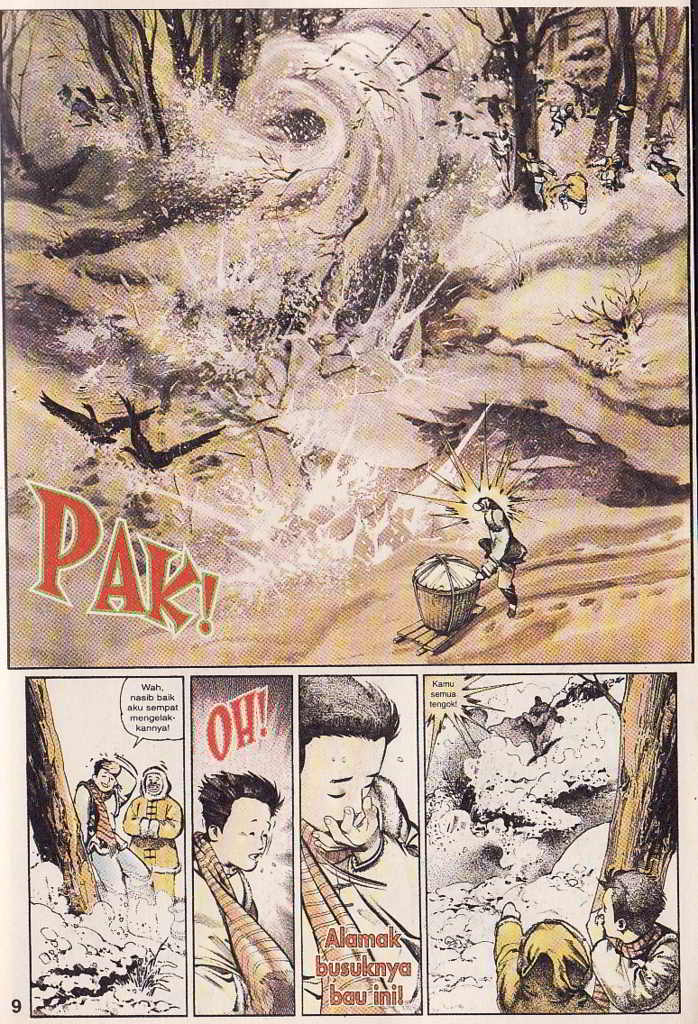 PAK!
Wah,
nasib baik
aku sempat
mengelak-
kannya!
OH!
Alamak
busuknya
bau ini!
Kamu
semua
tengok!
9